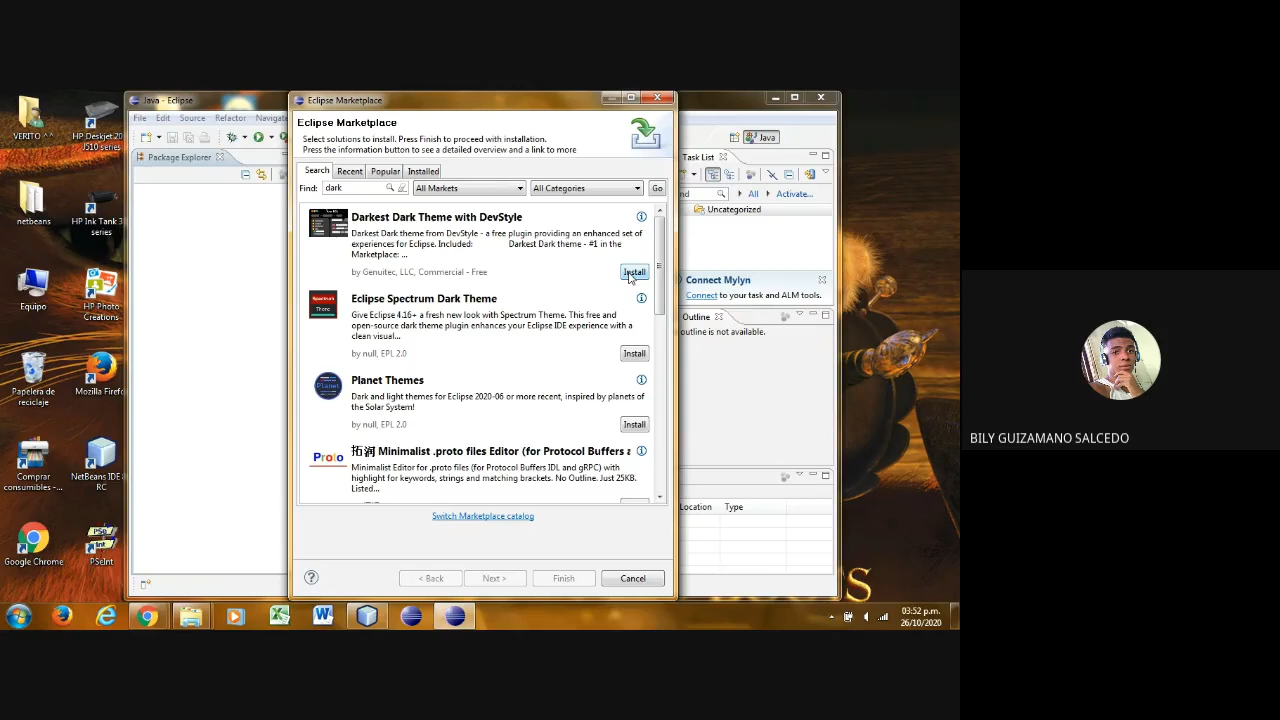 VERITO ^^
HP Deskjet 20
J510 series
netbeans
HP Ink Tank 3
series
Equipo
HP Photo
Creations
Papelera de
reciclaje
Mozilla Firefo
Comprar
consumibles -...
NetBeans IDE
RC
Google Chrome
PSeInt
Java - Eclipse
File Edit Source Refactor Navigate
Package Explorer
Eclipse Marketplace
Eclipse Marketplace
Select solutions to install. Press Finish to proceed with installation.
Press the information button to see a detailed overview and a link to more
Search Recent Popular Installed
Find: dark All Markets All Categories Go
Darkest Dark Theme with DevStyle
Darkest Dark theme from DevStyle - a free plugin providing an enhanced set of
experiences for Eclipse. Included: Darkest Dark theme - #1 in the
Marketplace: ...
by Genuitec, LLC, Commercial - Free
Install
Spectrum
Theme
Eclipse Spectrum Dark Theme
Give Eclipse 4.16+ a fresh new look with Spectrum Theme. This free and
open-source dark theme plugin enhances your Eclipse IDE experience with a
clean visual...
by null, EPL 2.0
Install
Planet
Planet Themes
Dark and light themes for Eclipse 2020-06 or more recent, inspired by planets of
the Solar System!
by null, EPL 2.0
Install
Proto
拓润 Minimalist .proto files Editor (for Protocol Buffers a
Minimalist Editor for .proto files (for Protocol Buffers IDL and gRPC) with
highlight for keywords, strings and matching brackets. No Outline. Just 25KB.
Listed...
Switch Marketplace catalog
< Back Next > Finish Cancel
Java
Task List
nd All Activate...
Uncategorized
Connect Mylyn
Connect to your task and ALM tools.
Outline
outline is not available.
Location Type
03:52 p.m.
26/10/2020
BILY GUIZAMANO SALCEDO